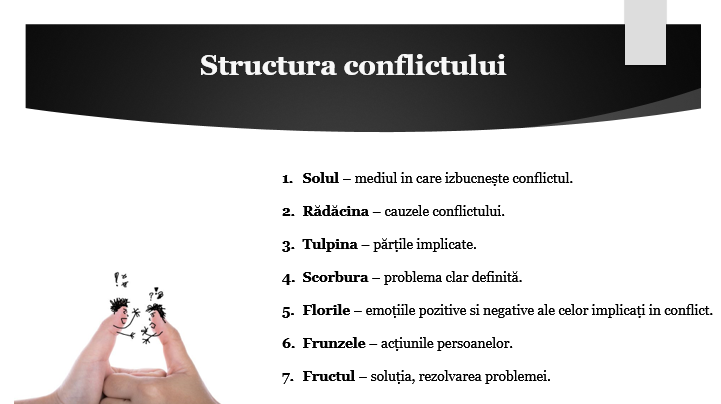 Structura conflictului
1. Solul – mediul in care izbucnește conflictul.
2. Rădăcina – cauzele conflictului.
3. Tulpina – părțile implicate.
4. Scorbura – problema clar definită.
5. Florile – emoțiile pozitive si negative ale celor implicați in conflict.
6. Frunzele – acțiunile persoanelor.
7. Fructul – soluția, rezolvarea problemei.